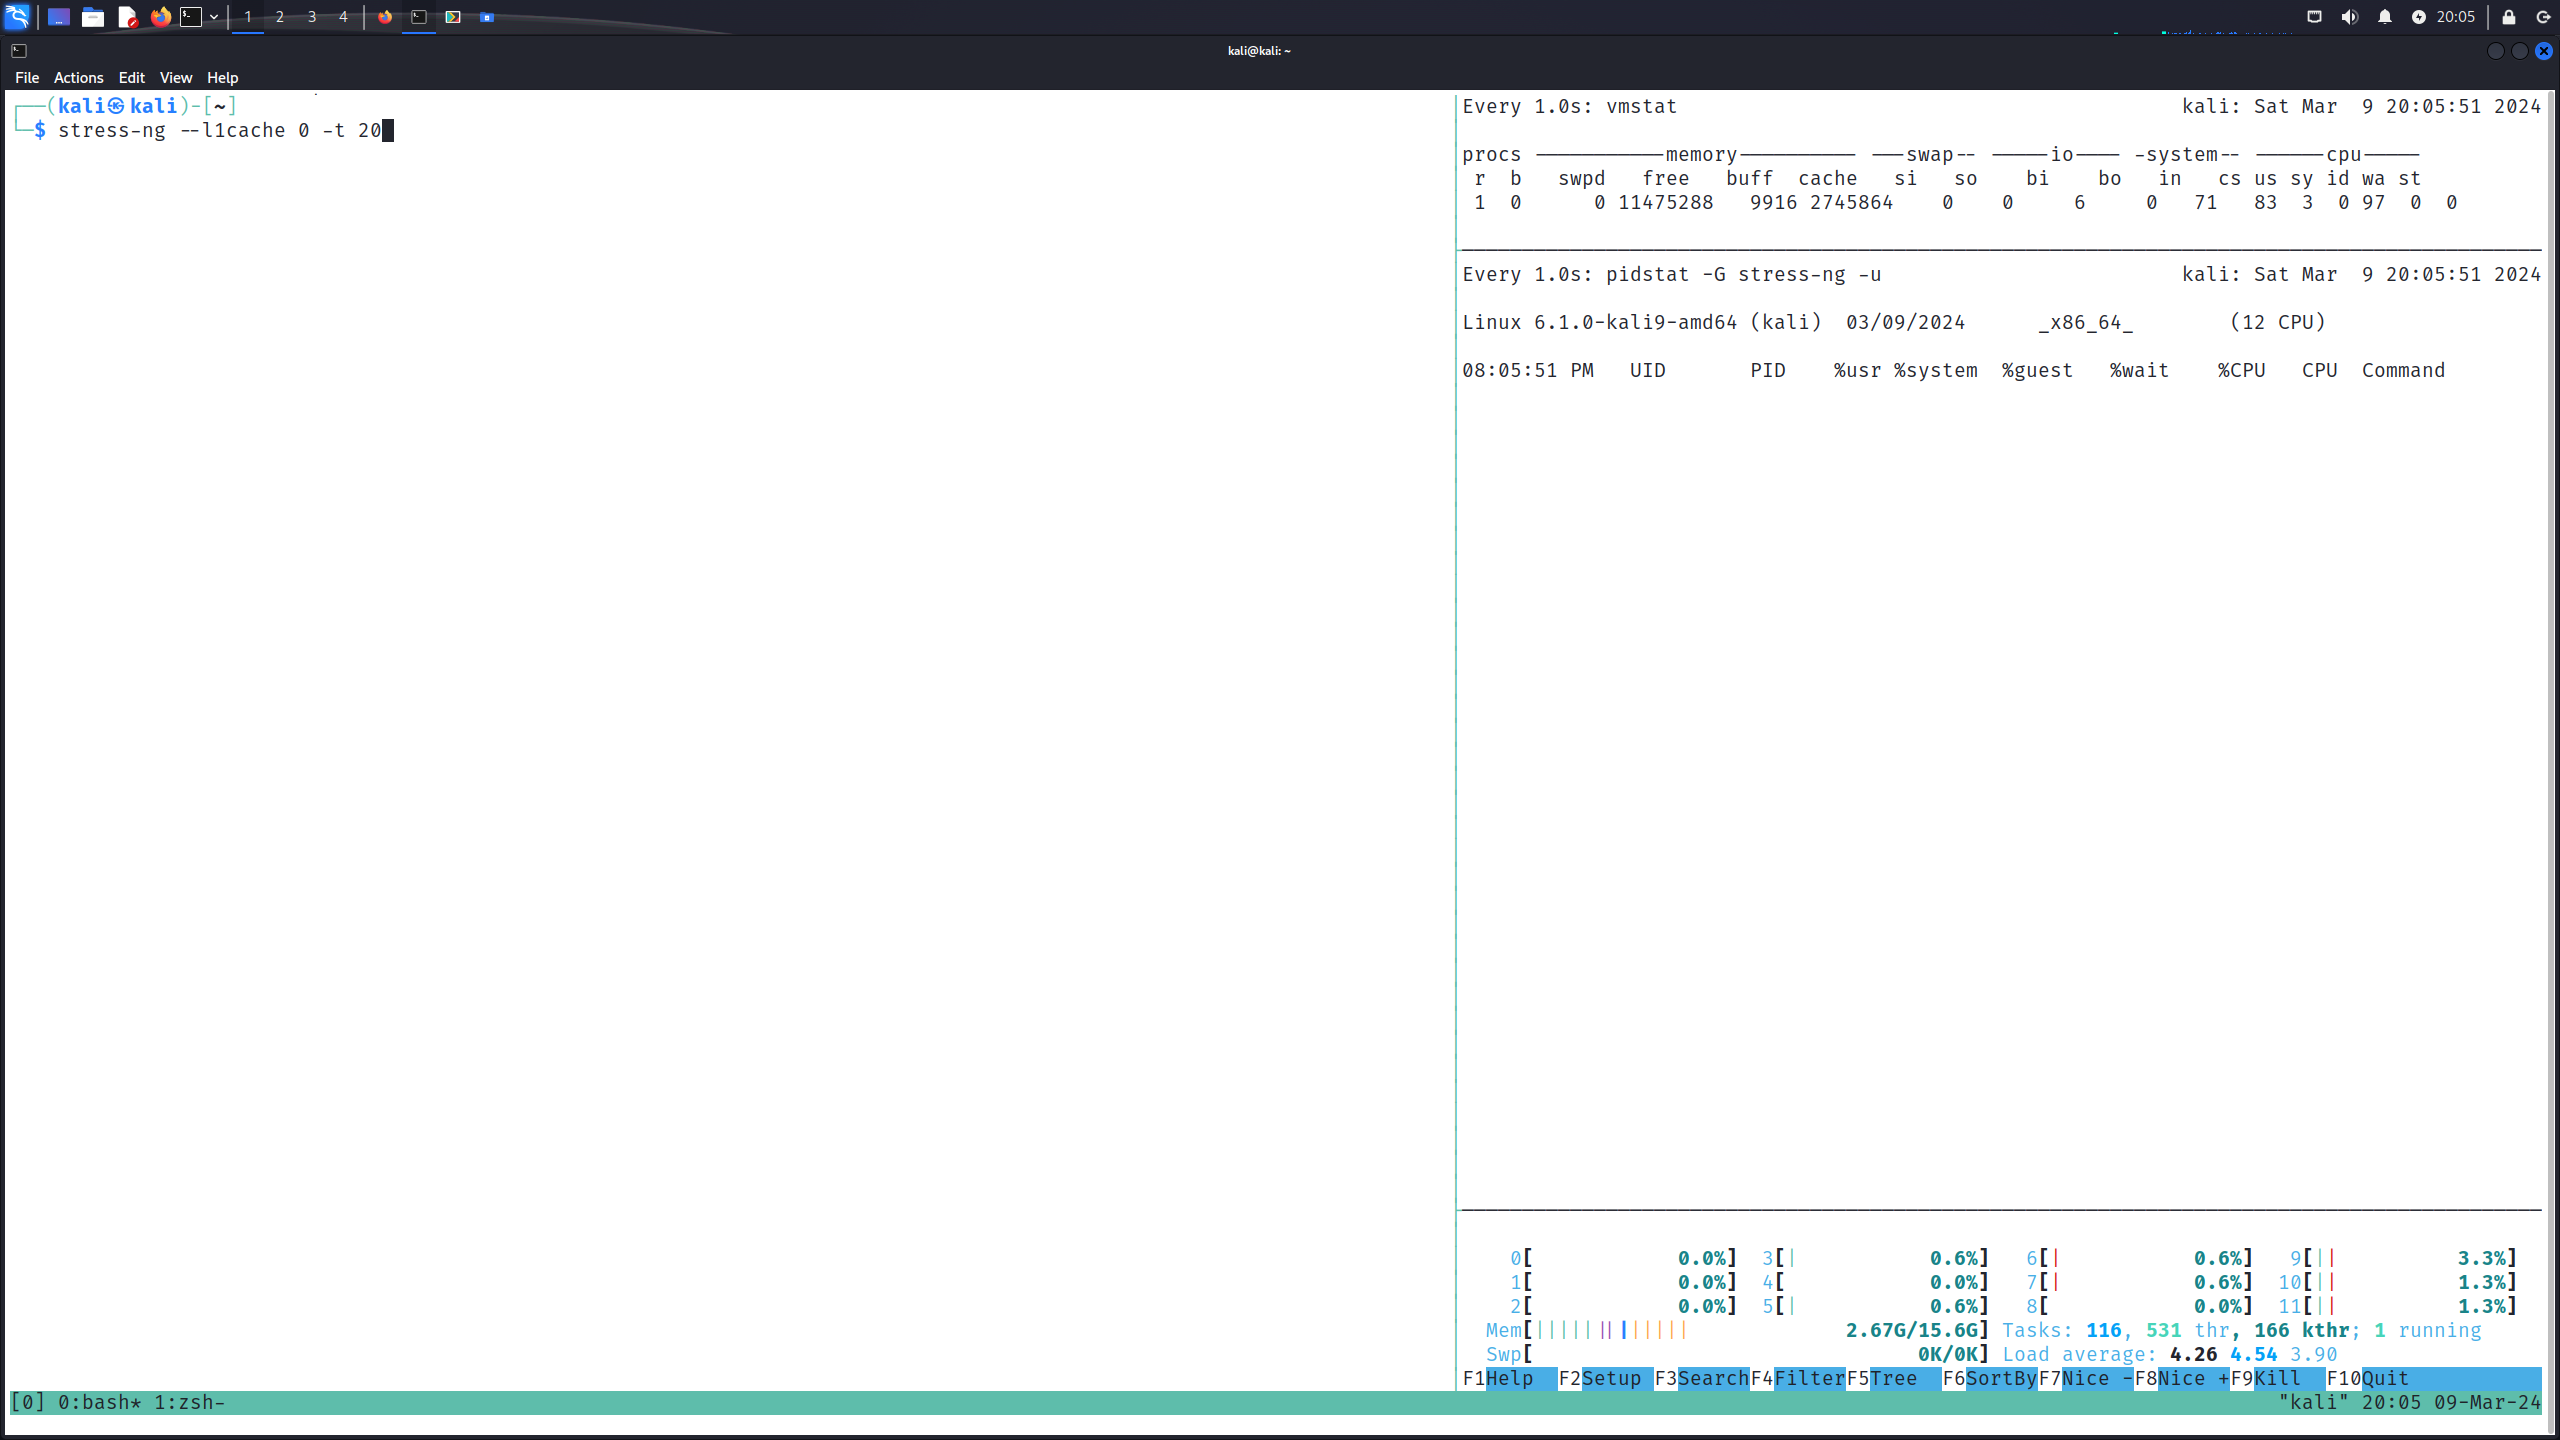 1 2 3 4 20:05
kali@kali: ~
File Actions Edit View Help
┌──(kali㉿kali)-[~]
└─$ stress-ng --l1cache 0 -t 20
Every 1.0s: vmstat kali: Sat Mar 9 20:05:51 2024
procs -----------memory---------- ---swap-- -----io---- -system-- ------cpu-----
r b swpd free buff cache si so bi bo in cs us sy id wa st
1 0 0 11475288 9916 2745864 0 0 6 0 71 83 3 0 97 0 0
Every 1.0s: pidstat -G stress-ng -u kali: Sat Mar 9 20:05:51 2024
Linux 6.1.0-kali9-amd64 (kali) 03/09/2024 _x86_64_ (12 CPU)
08:05:51 PM UID PID %usr %system %guest %wait %CPU CPU Command
0[ 0.0%] 3[| 0.6%] 6[| 0.6%] 9[|| 3.3%]
1[ 0.0%] 4[ 0.0%] 7[| 0.6%] 10[|| 1.3%]
2[ 0.0%] 5[| 0.6%] 8[ 0.0%] 11[|| 1.3%]
Mem[||||||||||||| 2.67G/15.6G] Tasks: 116, 531 thr, 166 kthr; 1 running
Swp[ 0K/0K] Load average: 4.26 4.54 3.90
F1Help F2Setup F3SearchF4FilterF5Tree F6SortByF7Nice -F8Nice +F9Kill F10Quit
[0] 0:bash* 1:zsh- "kali" 20:05 09-Mar-24